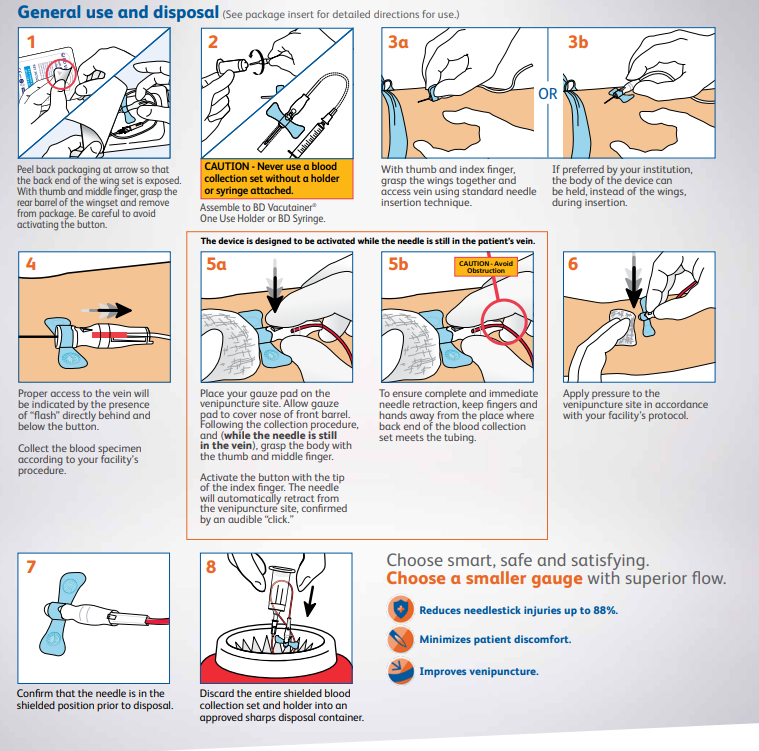 General use and disposal (See package insert for detailed directions for use.)
1
Peel back packaging at arrow so that
the back end of the wing set is exposed.
With thumb and middle finger, grasp the
rear barrel of the wingset and remove
from package. Be careful to avoid
activating the button.
2
CAUTION - Never use a blood
collection set without a holder
or syringe attached.
Assemble to BD Vacutainer®
One Use Holder or BD Syringe.
3a
With thumb and index finger,
grasp the wings together and
access vein using standard needle
insertion technique.
OR
3b
If preferred by your institution,
the body of the device can
be held, instead of the wings,
during insertion.
4
Proper access to the vein will
be indicated by the presence
of “flash” directly behind and
below the button.
Collect the blood specimen
according to your facility’s
procedure.
The device is designed to be activated while the needle is still in the patient’s vein.
5a
Place your gauze pad on the
venipuncture site. Allow gauze
pad to cover nose of front barrel.
Following the collection procedure,
and (while the needle is still
in the vein), grasp the body with
the thumb and middle finger.
Activate the button with the tip
of the index finger. The needle
will automatically retract from
the venipuncture site, confirmed
by an audible “click.”
5b
CAUTION - Avoid
Obstruction
To ensure complete and immediate
needle retraction, keep fingers and
hands away from the place where
back end of the blood collection
set meets the tubing.
6
Apply pressure to the
venipuncture site in accordance
with your facility’s protocol.
7
Confirm that the needle is in the
shielded position prior to disposal.
8
Discard the entire shielded blood
collection set and holder into an
approved sharps disposal container.
Choose smart, safe and satisfying.
Choose a smaller gauge with superior flow.
Reduces needlestick injuries up to 88%.
Minimizes patient discomfort.
Improves venipuncture.